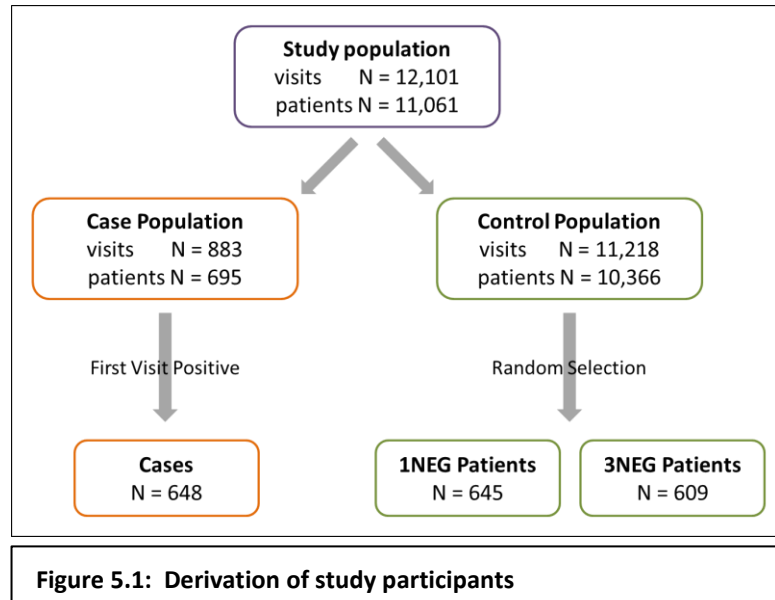 Study population
visits N = 12,101
patients N = 11,061
Case Population
visits N = 883
patients N = 695
Control Population
visits N = 11,218
patients N = 10,366
First Visit Positive
Random Selection
Cases
N = 648
1NEG Patients
N = 645
3NEG Patients
N = 609
Figure 5.1: Derivation of study participants